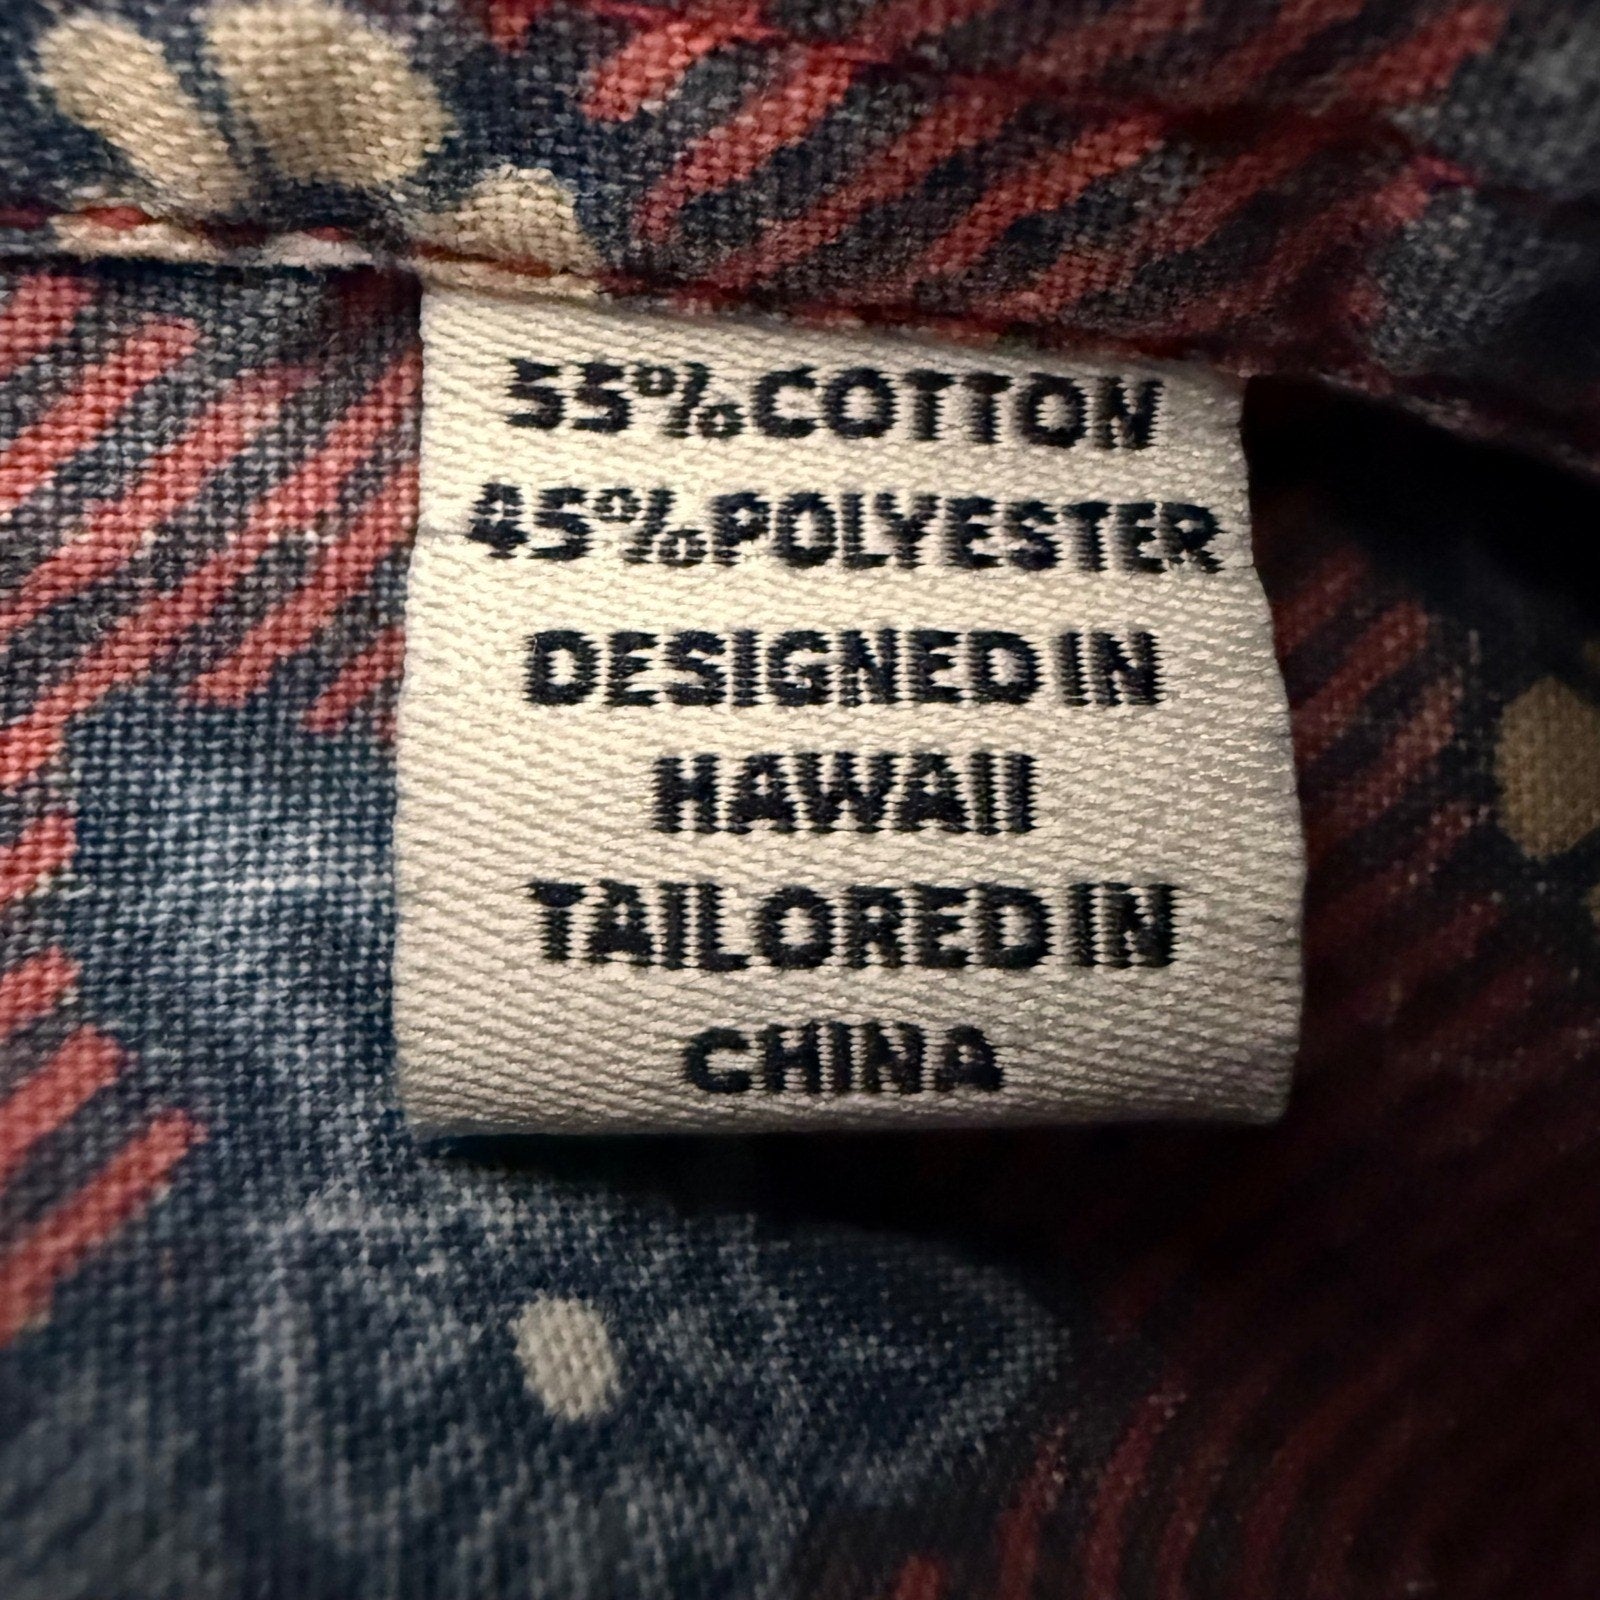 55% COTTON
45% POLYESTER
DESIGNED IN
HAWAII
TAILORED IN
CHINA